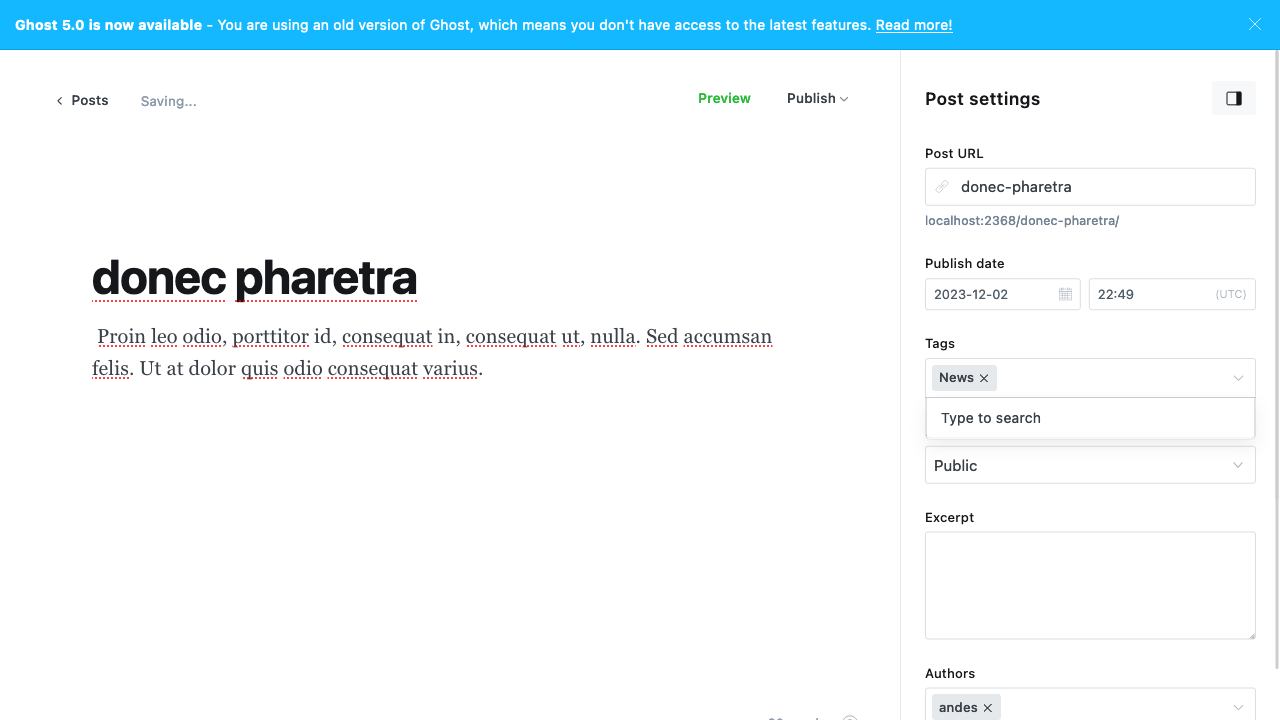 Ghost 5.0 is now available - You are using an old version of Ghost, which means you don't have access to the latest features. Read more!
Posts
Saving...
Preview
Publish
donec pharetra
Proin leo odio, porttitor id, consequat in, consequat ut, nulla. Sed accumsan
felis. Ut at dolor quis odio consequat varius.
Post settings
Post URL
donec-pharetra
localhost:2368/donec-pharetra/
Publish date
2023-12-02
22:49
(UTC)
Tags
News
Type to search
Public
Excerpt
Authors
andes